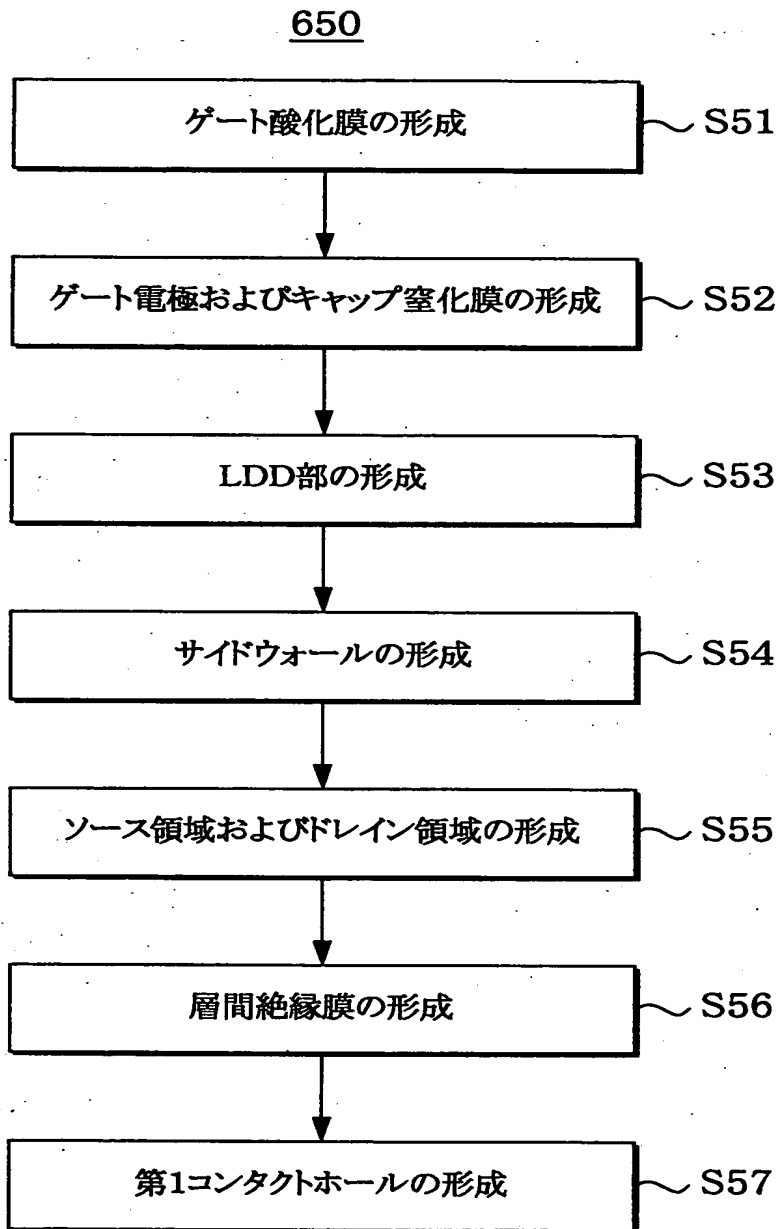 650
ゲート酸化膜の形成 S51
ゲート電極およびキャップ窒化膜の形成 S52
LDD部の形成 S53
サイドウォールの形成 S54
ソース領域およびドレイン領域の形成 S55
層間絶縁膜の形成 S56
第1コンタクトホールの形成 S57